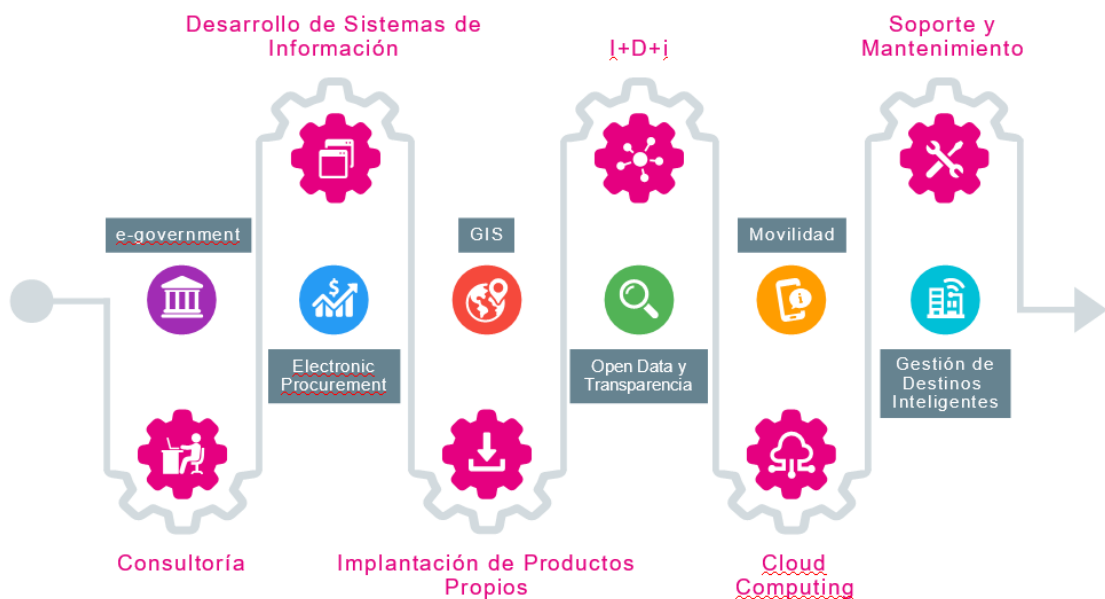 Desarrollo de Sistemas de
Información
I+D+i
Soporte y
Mantenimiento
e-government
GIS
Movilidad
$
i
Electronic
Procurement
Open Data y
Transparencia
Gestión de
Destinos
Inteligentes
Consultoría
Implantación de Productos
Propios
Cloud
Computing